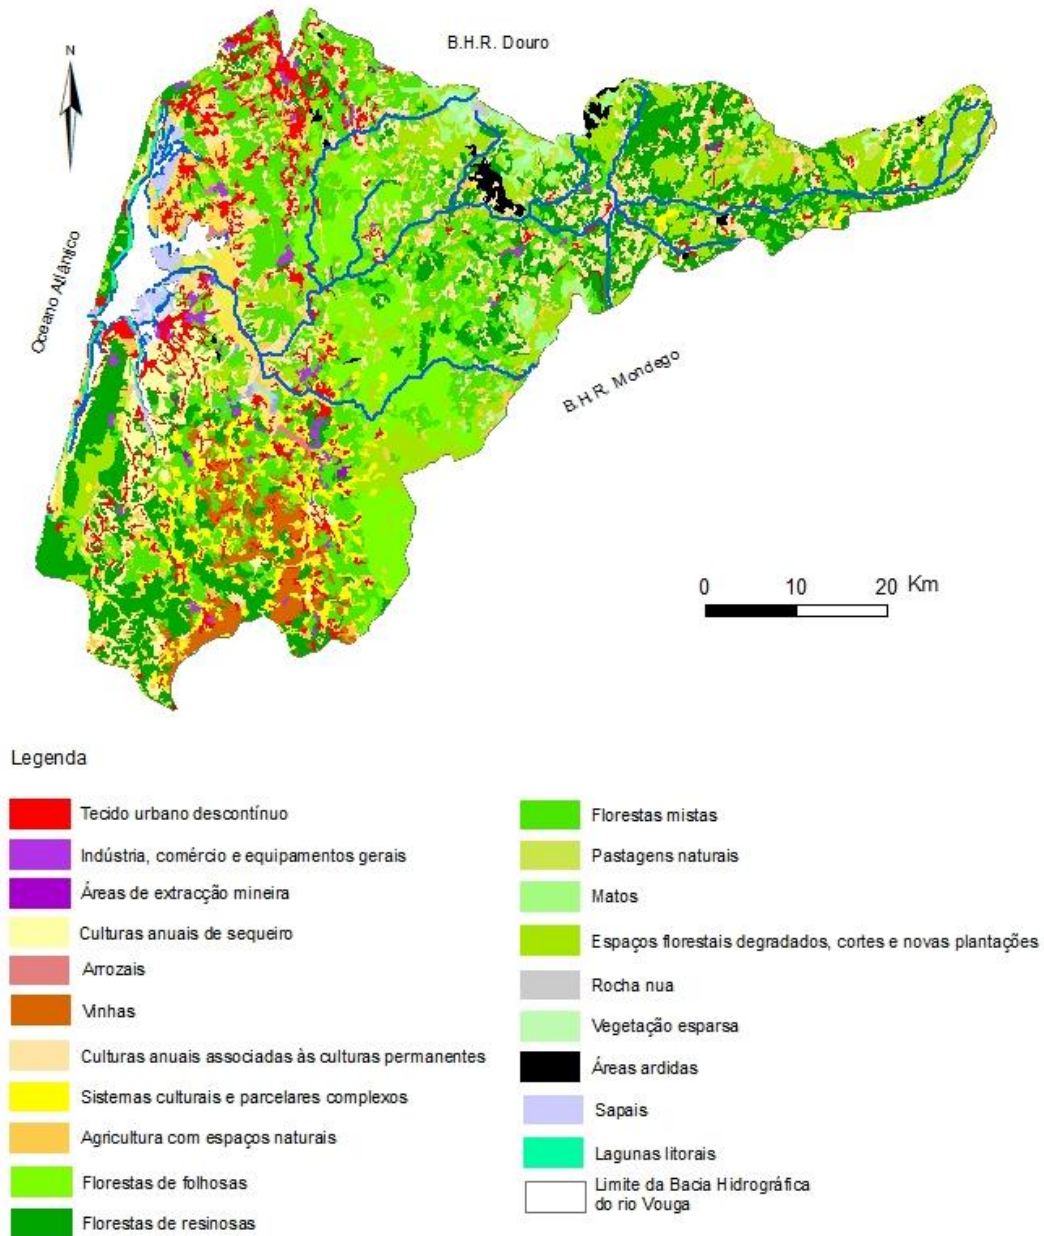 B.H.R. Douro
N
Oceano Atlântico
B.H.R. Mondego
0 10 20 Km
Legenda
Tecido urbano descontínuo
Indústria, comércio e equipamentos gerais
Áreas de extracção mineira
Culturas anuais de sequeiro
Arrozais
Vinhas
Culturas anuais associadas às culturas permanentes
Sistemas culturais e parcelares complexos
Agricultura com espaços naturais
Florestas de folhosas
Florestas de resinosas
Florestas mistas
Pastagens naturais
Matos
Espaços florestais degradados, cortes e novas plantações
Rocha nua
Vegetação esparsa
Áreas ardidas
Sapais
Lagunas litorais
Limite da Bacia Hidrográfica
do rio Vouga